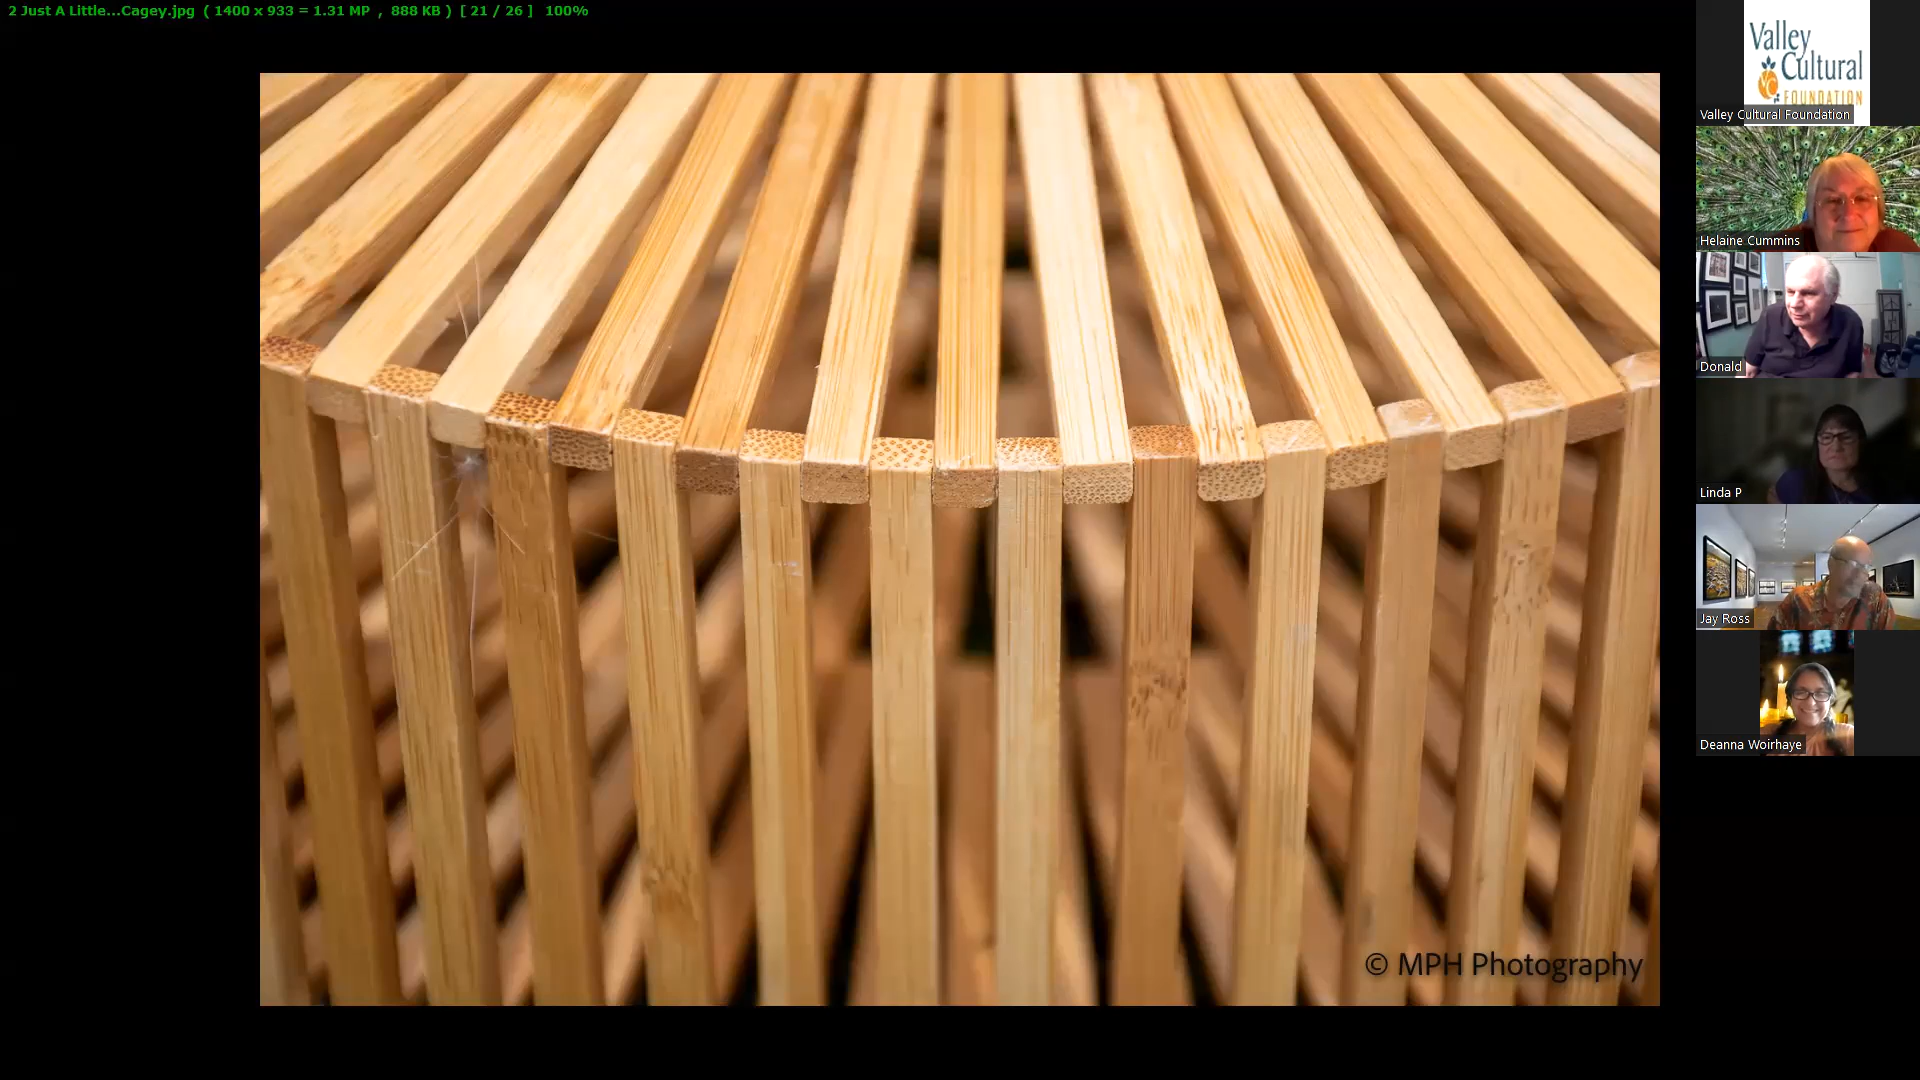 2 Just A Little...Cagey.jpg ( 1400 x 933 = 1.31 MP , 888 KB ) [ 21 / 26 ] 100%
Valley
Cultural
FOUNDATION
Valley Cultural Foundation
Helaine Cummins
Donald
Linda P
Jay Ross
Deanna Woirhaye
© MPH Photography